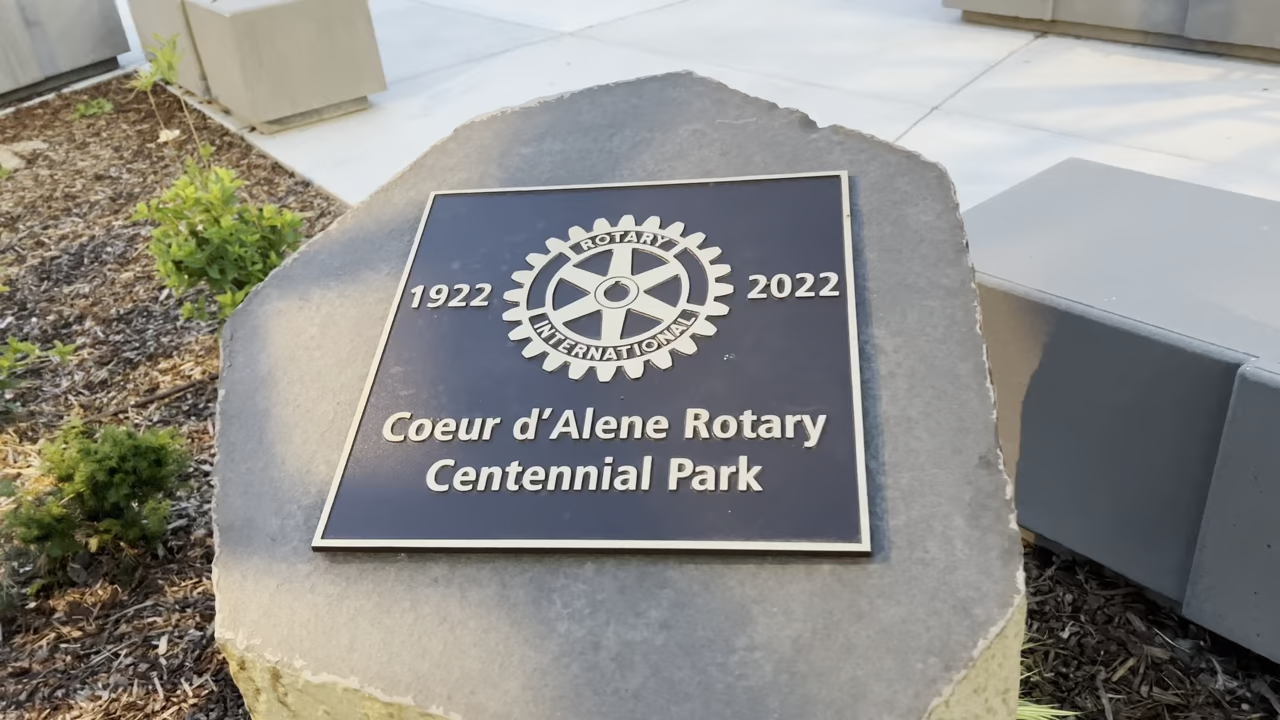 ROTARY
1922
2022
INTERNATIONAL
Coeur d'Alene Rotary
Centennial Park